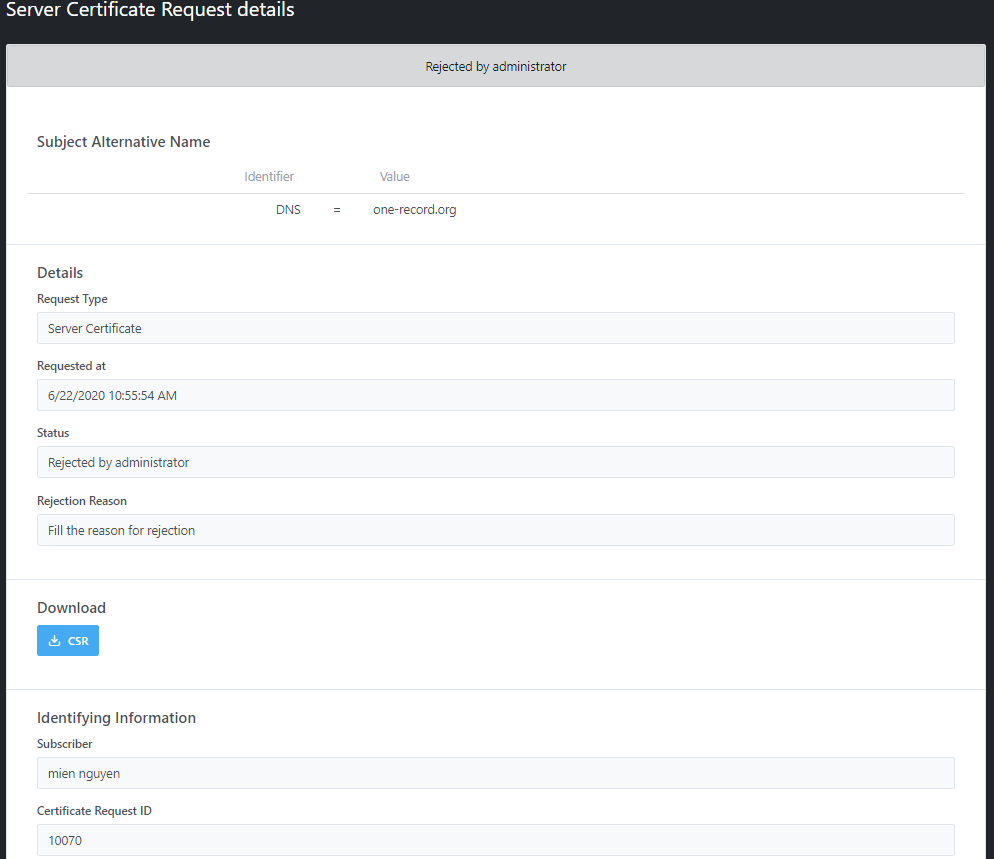 Server Certificate Request details
Rejected by administrator
Subject Alternative Name
Identifier Value
DNS = one-record.org
Details
Request Type
Server Certificate
Requested at
6/22/2020 10:55:54 AM
Status
Rejected by administrator
Rejection Reason
Fill the reason for rejection
Download
CSR
Identifying Information
Subscriber
mien nguyen
Certificate Request ID
10070